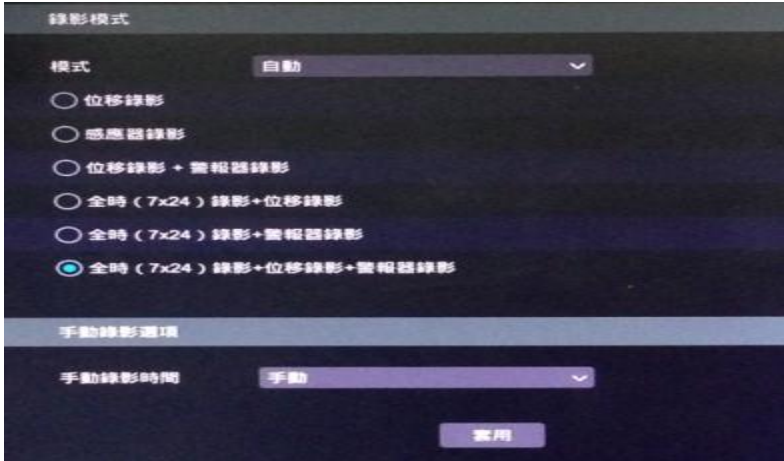 錄影模式
模式 自動
位移錄影
感應器錄影
位移錄影 + 警報器錄影
全時 ( 7x24 ) 錄影+位移錄影
全時 ( 7x24 ) 錄影+警報器錄影
全時 ( 7x24 ) 錄影+位移錄影+警報器錄影
手動錄影選項
手動錄影時間 手動
套用